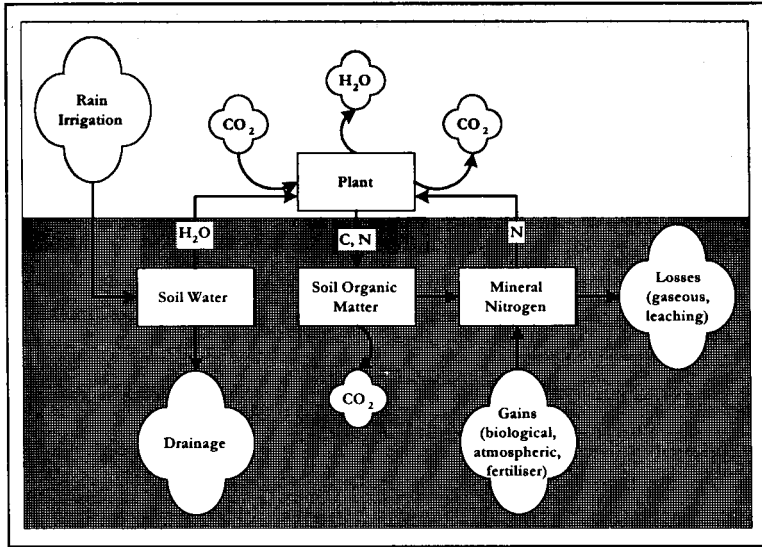 Rain
Irrigation
CO₂
H₂O
CO₂
Plant
H₂O
C, N
N
Soil Water
Soil Organic
Matter
Mineral
Nitrogen
Losses
(gaseous,
leaching)
Drainage
CO₂
Gains
(biological,
atmospheric,
fertiliser)